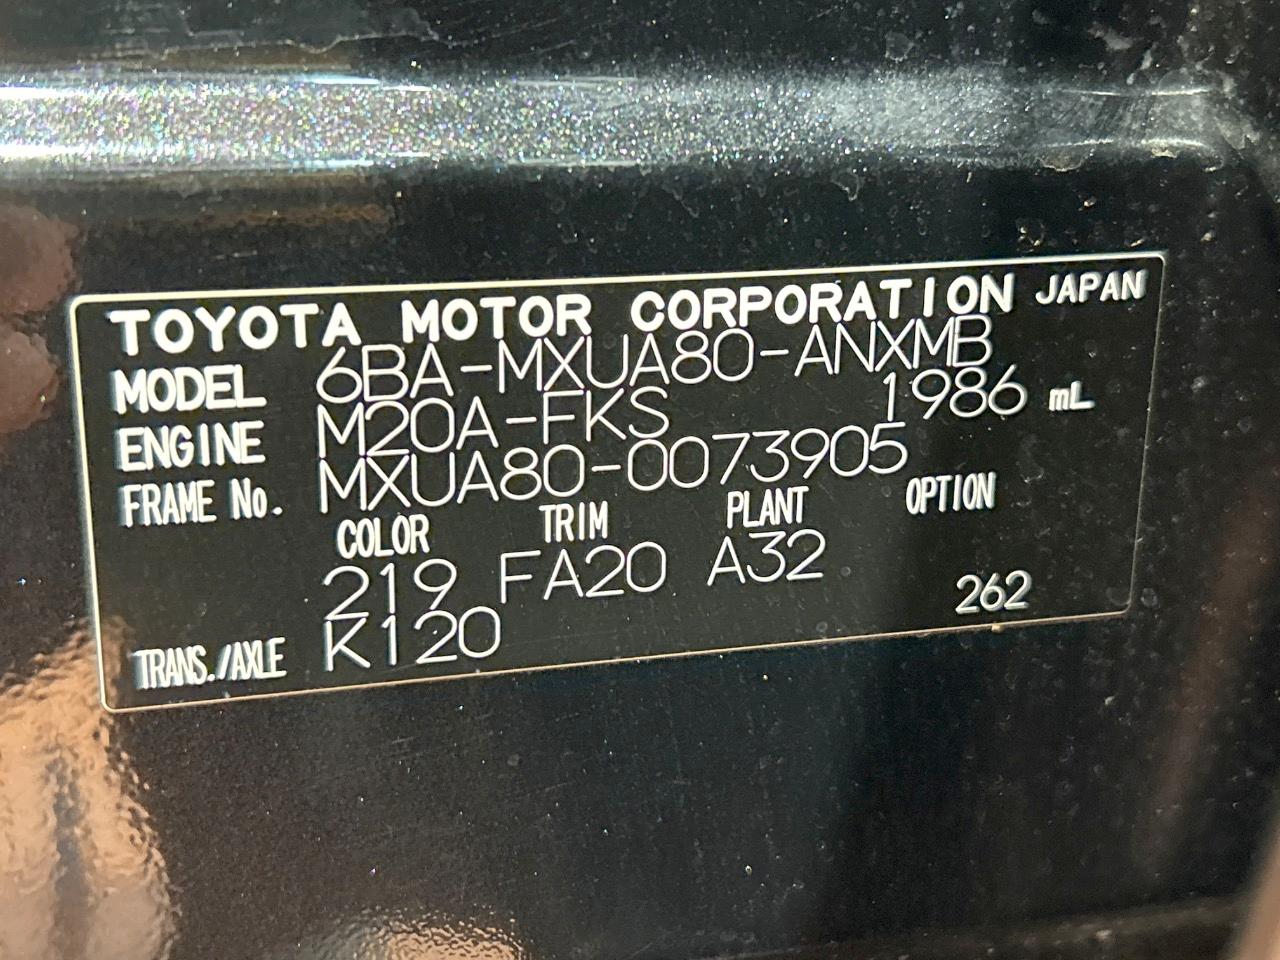 TOYOTA MOTOR CORPORATION JAPAN
MODEL 6BA-MXUA80-ANXMB
ENGINE M20A-FKS 1986 mL
FRAME No. MXUA80-0073905
COLOR TRIM PLANT OPTION
219 FA20 A32
TRANS./AXLE K120 262